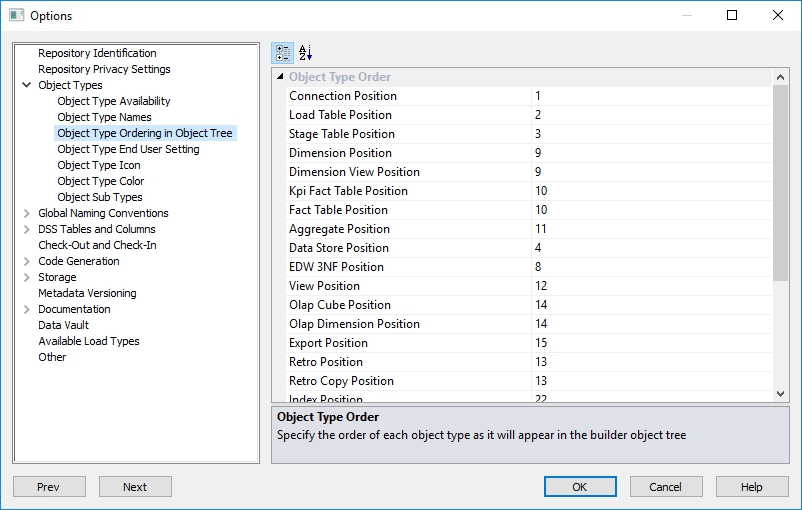 Options
Repository Identification
Repository Privacy Settings
Object Types
Object Type Availability
Object Type Names
Object Type Ordering in Object Tree
Object Type End User Setting
Object Type Icon
Object Type Color
Object Sub Types
Global Naming Conventions
DSS Tables and Columns
Check-Out and Check-In
Code Generation
Storage
Metadata Versioning
Documentation
Data Vault
Available Load Types
Other
Object Type Order
Connection Position 1
Load Table Position 2
Stage Table Position 3
Dimension Position 9
Dimension View Position 9
Kpi Fact Table Position 10
Fact Table Position 10
Aggregate Position 11
Data Store Position 4
EDW 3NF Position 8
View Position 12
Olap Cube Position 14
Olap Dimension Position 14
Export Position 15
Retro Position 13
Retro Copy Position 13
Index Position 22
Object Type Order
Specify the order of each object type as it will appear in the builder object tree
Prev Next OK Cancel Help